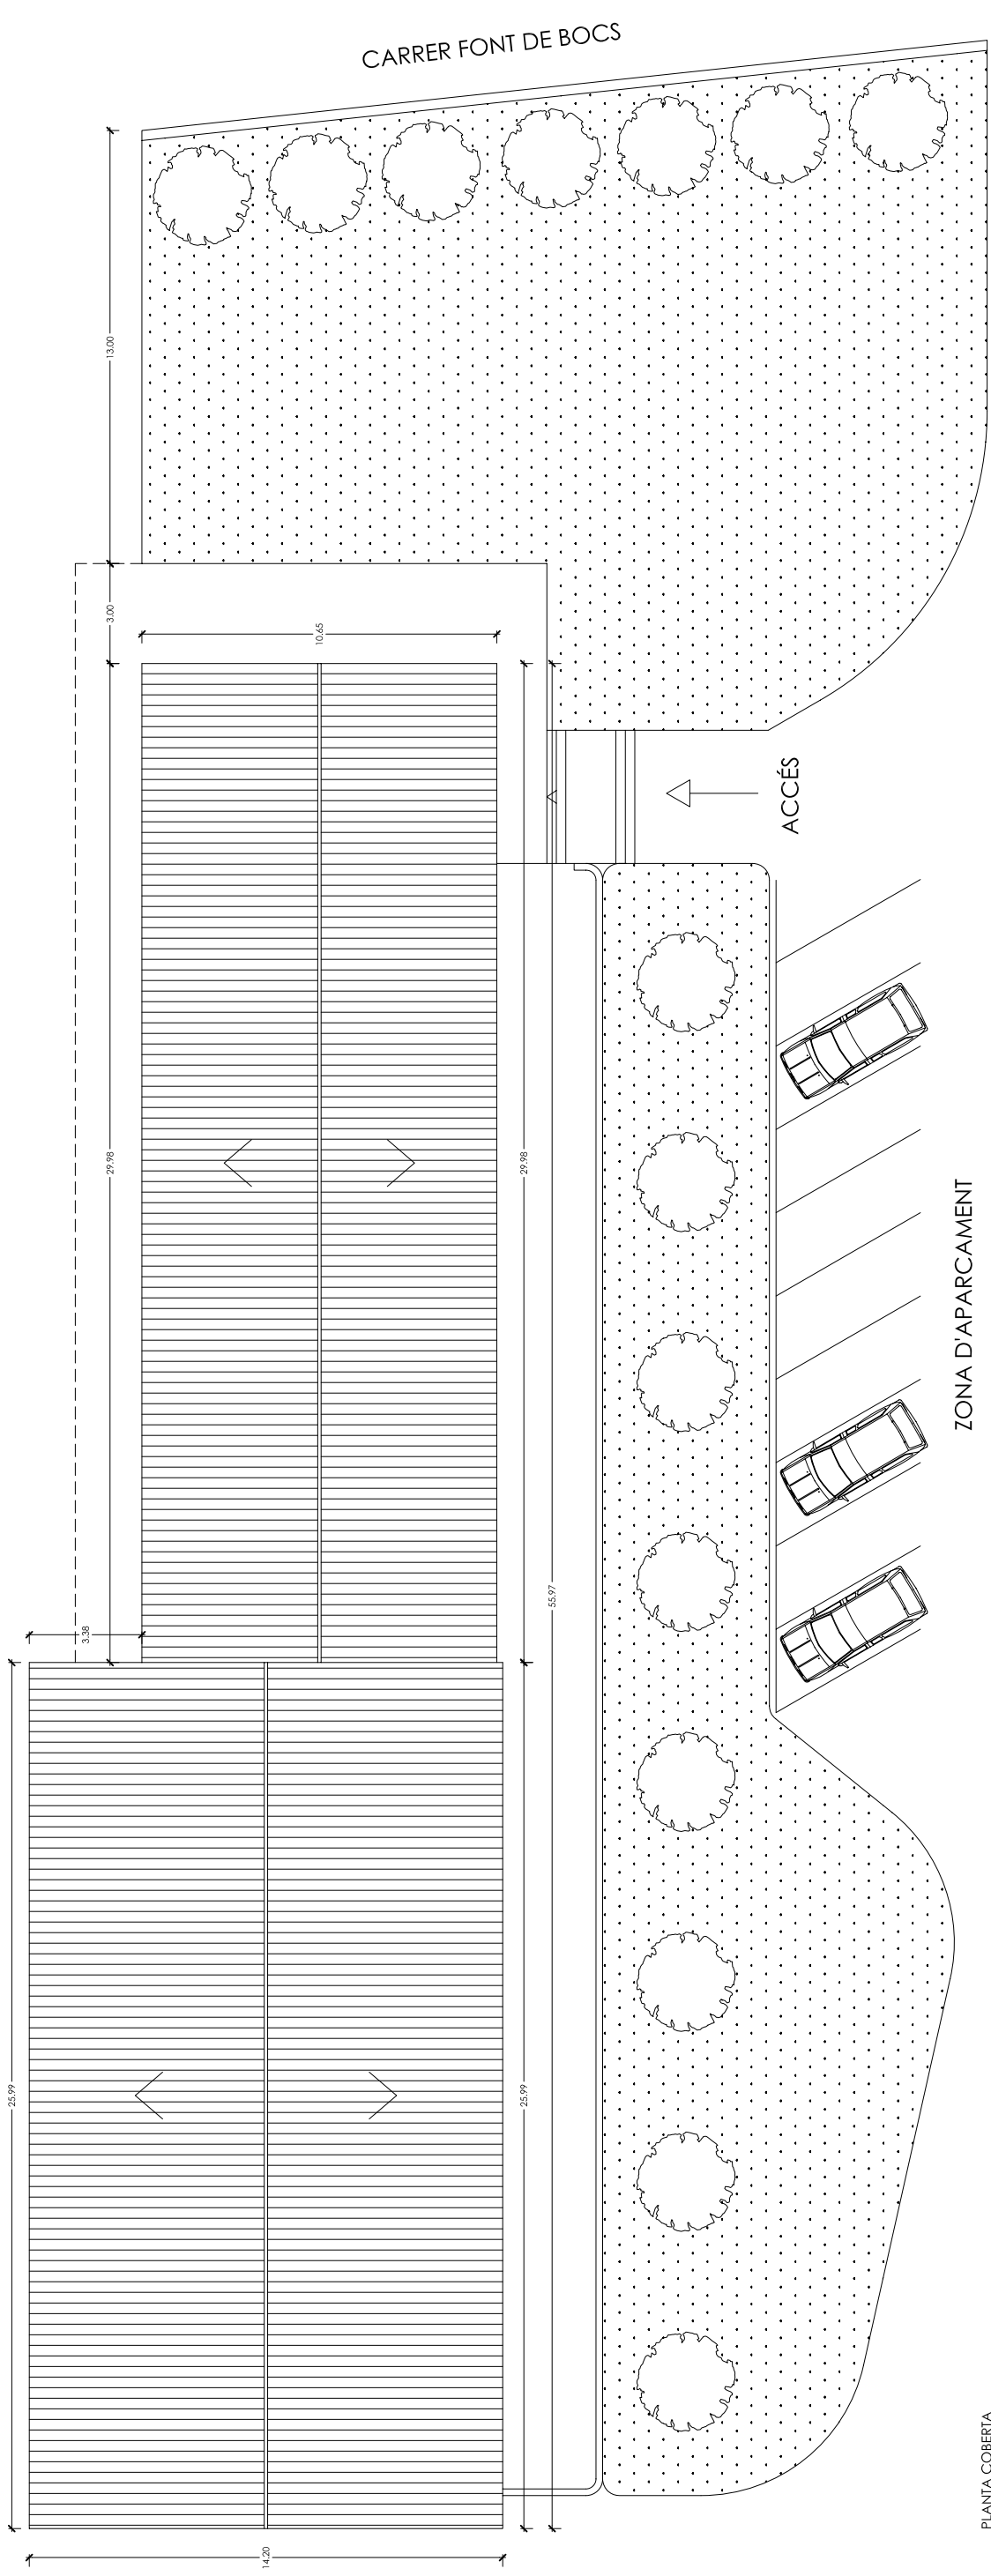 CARRER FONT DE BOCS
13.00
3.00
10.65
ACCÉS
29.98
29.98
ZONA D'APARCAMENT
55.97
3.38
25.99
25.99
PLANTA COBERTA
14.20